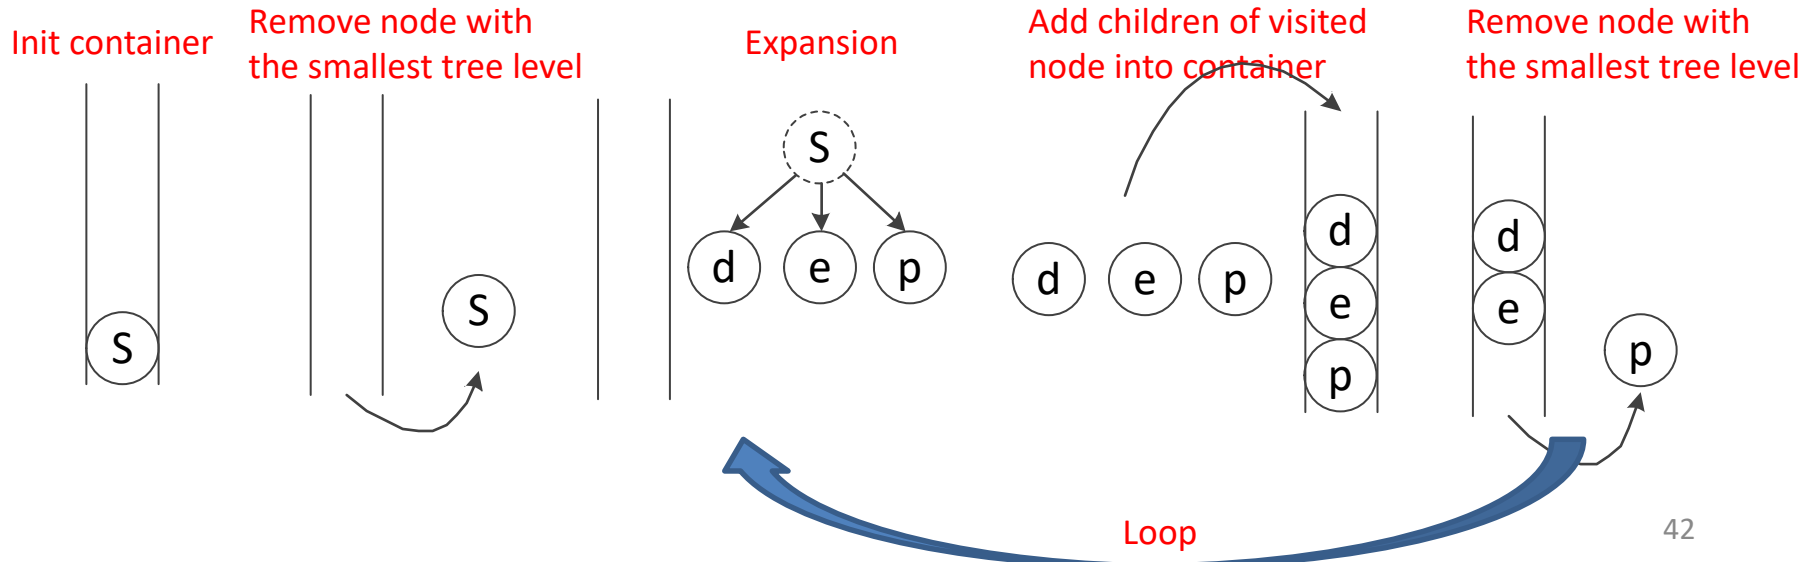 Init container
Remove node with
the smallest tree level
Expansion
Add children of visited
node into container
Remove node with
the smallest tree level
S
S
S
d
e
p
d
e
p
d
e
p
d
e
p
Loop
42